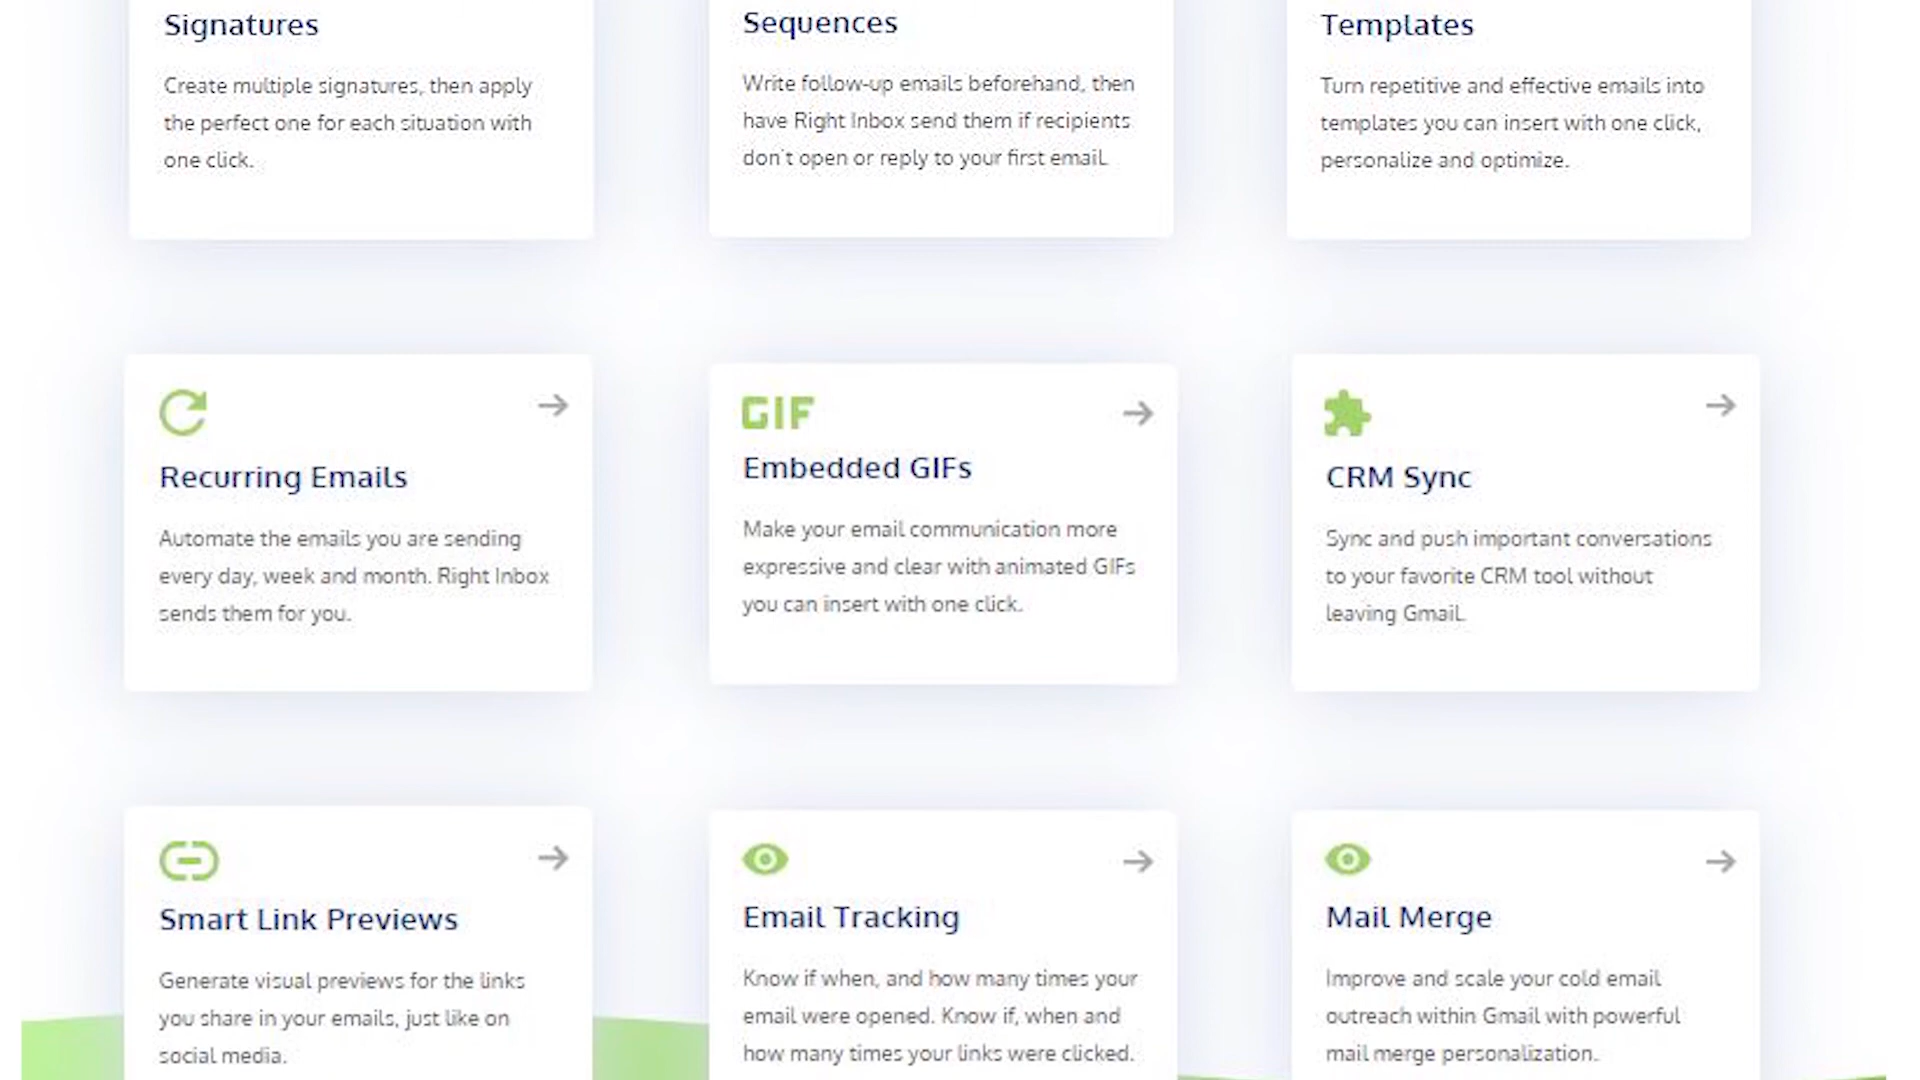 Signatures
Create multiple signatures, then apply
the perfect one for each situation with
one click.
Sequences
Write follow-up emails beforehand, then
have Right Inbox send them if recipients
don't open or reply to your first email.
Templates
Turn repetitive and effective emails into
templates you can insert with one click,
personalize and optimize.
Recurring Emails
Automate the emails you are sending
every day, week and month. Right Inbox
sends them for you.
GIF
Embedded GIFs
Make your email communication more
expressive and clear with animated GIFs
you can insert with one click.
CRM Sync
Sync and push important conversations
to your favorite CRM tool without
leaving Gmail.
Smart Link Previews
Generate visual previews for the links
you share in your emails, just like on
social media.
Email Tracking
Know if when, and how many times your
email were opened. Know if, when and
how many times your links were clicked.
Mail Merge
Improve and scale your cold email
outreach within Gmail with powerful
mail merge personalization.